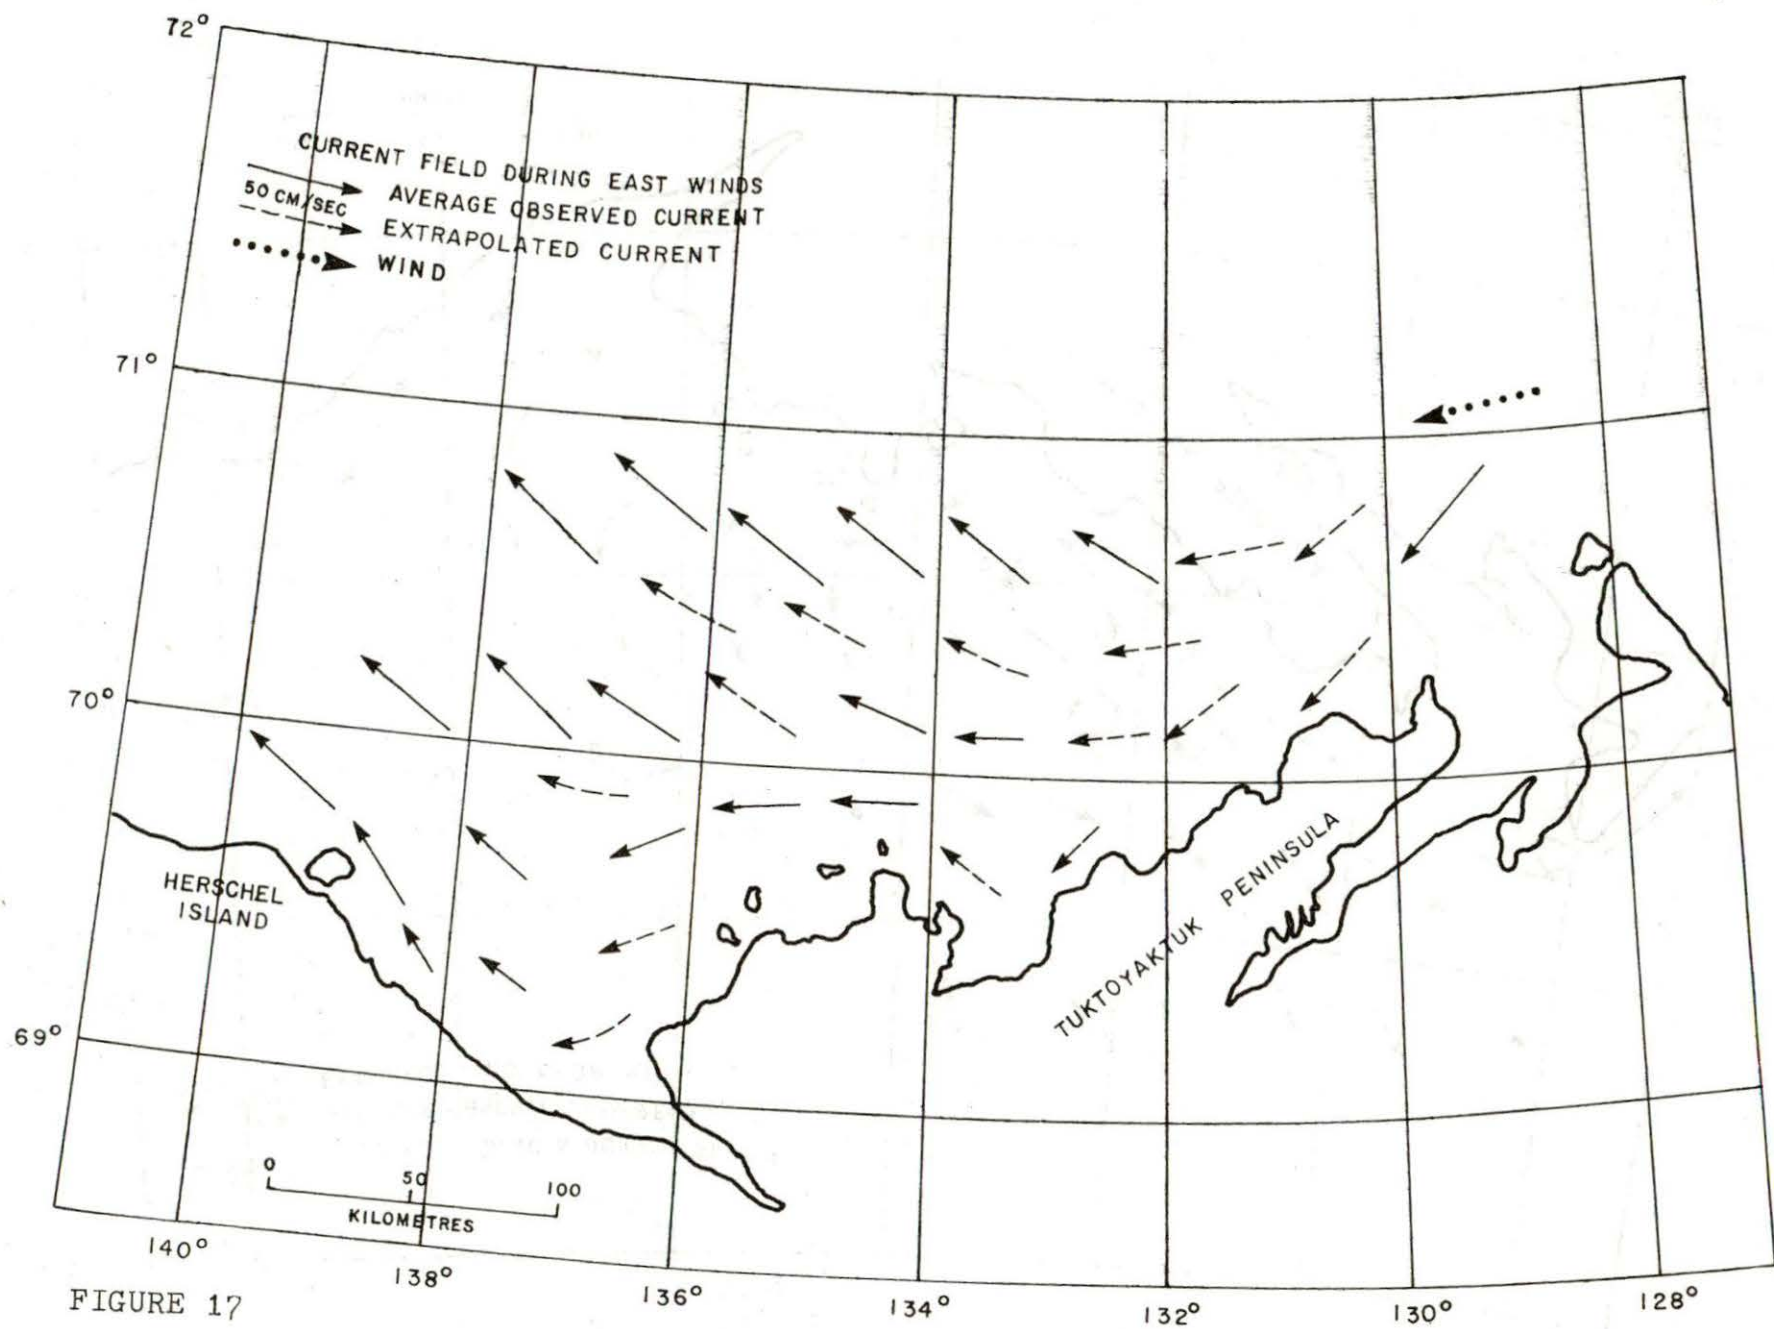 72°
CURRENT FIELD DURING EAST WINDS
AVERAGE OBSERVED CURRENT
50 CM/SEC
EXTRAPOLATED CURRENT
WIND
71°
70°
HERSCHEL
ISLAND
TUKTOYAKTUK PENINSULA
69°
0 50 100
KILOMETRES
140° 138° 136° 134° 132° 130° 128°
FIGURE 17